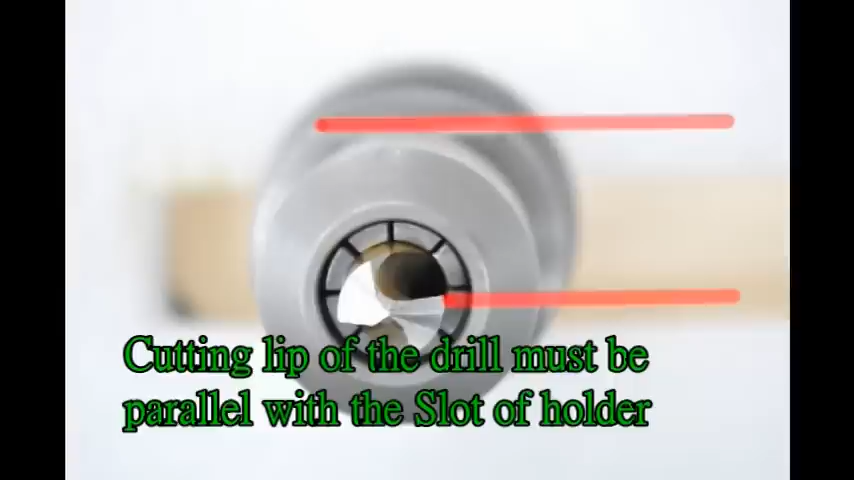 Cutting lip of the drill must be
parallel with the Slot of holder